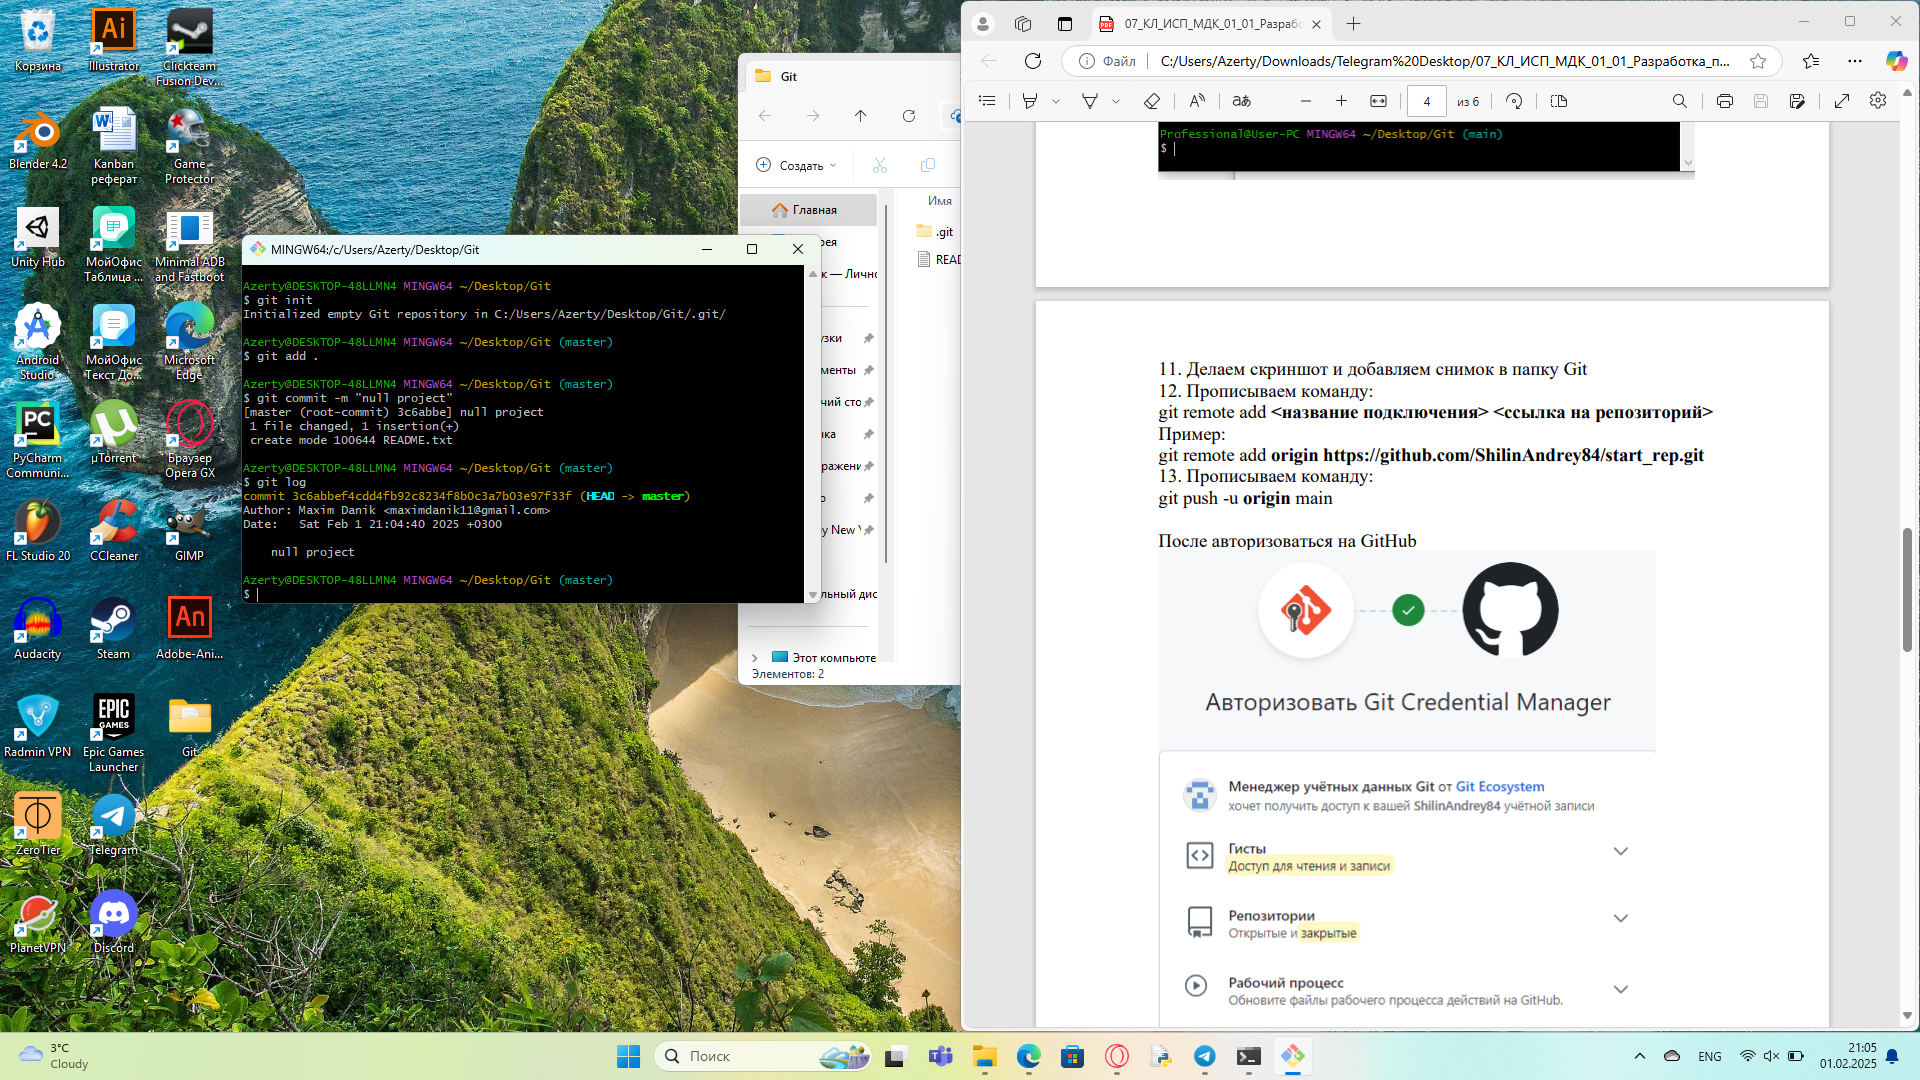 Корзина
Illustrator
Clickteam
Fusion-Dev...
Blender 4.2
Kanban
реферат
Game
Protector
Unity Hub
МойОфис
Таблица ...
Minimal ADB
and Fastboot
Android
Studio
МойОфис
Текст До...
Microsoft
Edge
PyCharm
Communi...
µTorrent
Браузер
Opera GX
FL Studio 20
CCleaner
GIMP
Audacity
Steam
Adobe-Ani...
Radmin VPN
Epic Games
Launcher
Git
ZeroTier
Telegram
PlanetVPN
Discord
MINGW64:/c/Users/Azerty/Desktop/Git
Azerty@DESKTOP-48LLMN4 MINGW64 ~/Desktop/Git
$ git init
Initialized empty Git repository in C:/Users/Azerty/Desktop/Git/.git/
Azerty@DESKTOP-48LLMN4 MINGW64 ~/Desktop/Git (master)
$ git add .
Azerty@DESKTOP-48LLMN4 MINGW64 ~/Desktop/Git (master)
$ git commit -m "null project"
[master (root-commit) 3c6abbe] null project
1 file changed, 1 insertion(+)
create mode 100644 README.txt
Azerty@DESKTOP-48LLMN4 MINGW64 ~/Desktop/Git (master)
$ git log
commit 3c6abbef4cdd4fb92c8234f8b0c3a7b03e97f33f (HEAD -> master)
Author: Maxim Danik <maximdanik11@gmail.com>
Date:   Sat Feb 1 21:04:40 2025 +0300
null project
Azerty@DESKTOP-48LLMN4 MINGW64 ~/Desktop/Git (master)
$
Git
Создать
Главная
Имя
.git
READ
Этот компьюте
Элементов: 2
07_КЛ_ИСП_МДК_01_01_Разрабо
Файл
C:/Users/Azerty/Downloads/Telegram%20Desktop/07_КЛ_ИСП_МДК_01_01_Разработка_п...
4 из 6
Professional@User-PC MINGW64 ~/Desktop/Git (main)
$
11. Делаем скриншот и добавляем снимок в папку Git
12. Прописываем команду:
git remote add <название подключения> <ссылка на репозиторий>
Пример:
git remote add origin https://github.com/ShilinAndrey84/start_rep.git
13. Прописываем команду:
git push -u origin main
После авторизоваться на GitHub
Авторизовать Git Credential Manager
Менеджер учётных данных Git от Git Ecosystem
хочет получить доступ к вашей ShilinAndrey84 учётной записи
Гисты
Доступ для чтения и записи
Репозитории
Открытые и закрытые
Рабочий процесс
Обновите файлы рабочего процесса действий на GitHub.
3°C
Cloudy
Поиск
ENG
21:05
01.02.2025